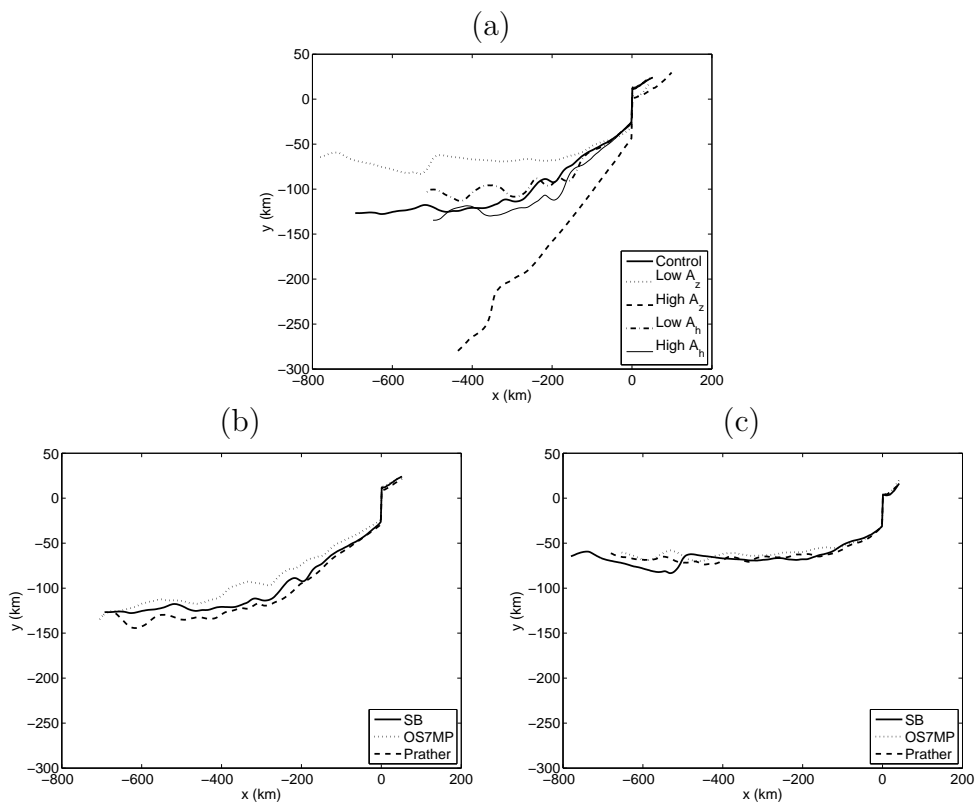 (a)
50
0
−50
−100
−150
−200
−250
−300
y (km)
−800
−600
−400
−200
0
200
x (km)
Control
Low A_z
High A_z
Low A_h
High A_h
(b)
50
0
−50
−100
−150
−200
−250
−300
y (km)
−800
−600
−400
−200
0
200
x (km)
SB
OS7MP
Prather
(c)
50
0
−50
−100
−150
−200
−250
−300
y (km)
−800
−600
−400
−200
0
200
x (km)
SB
OS7MP
Prather